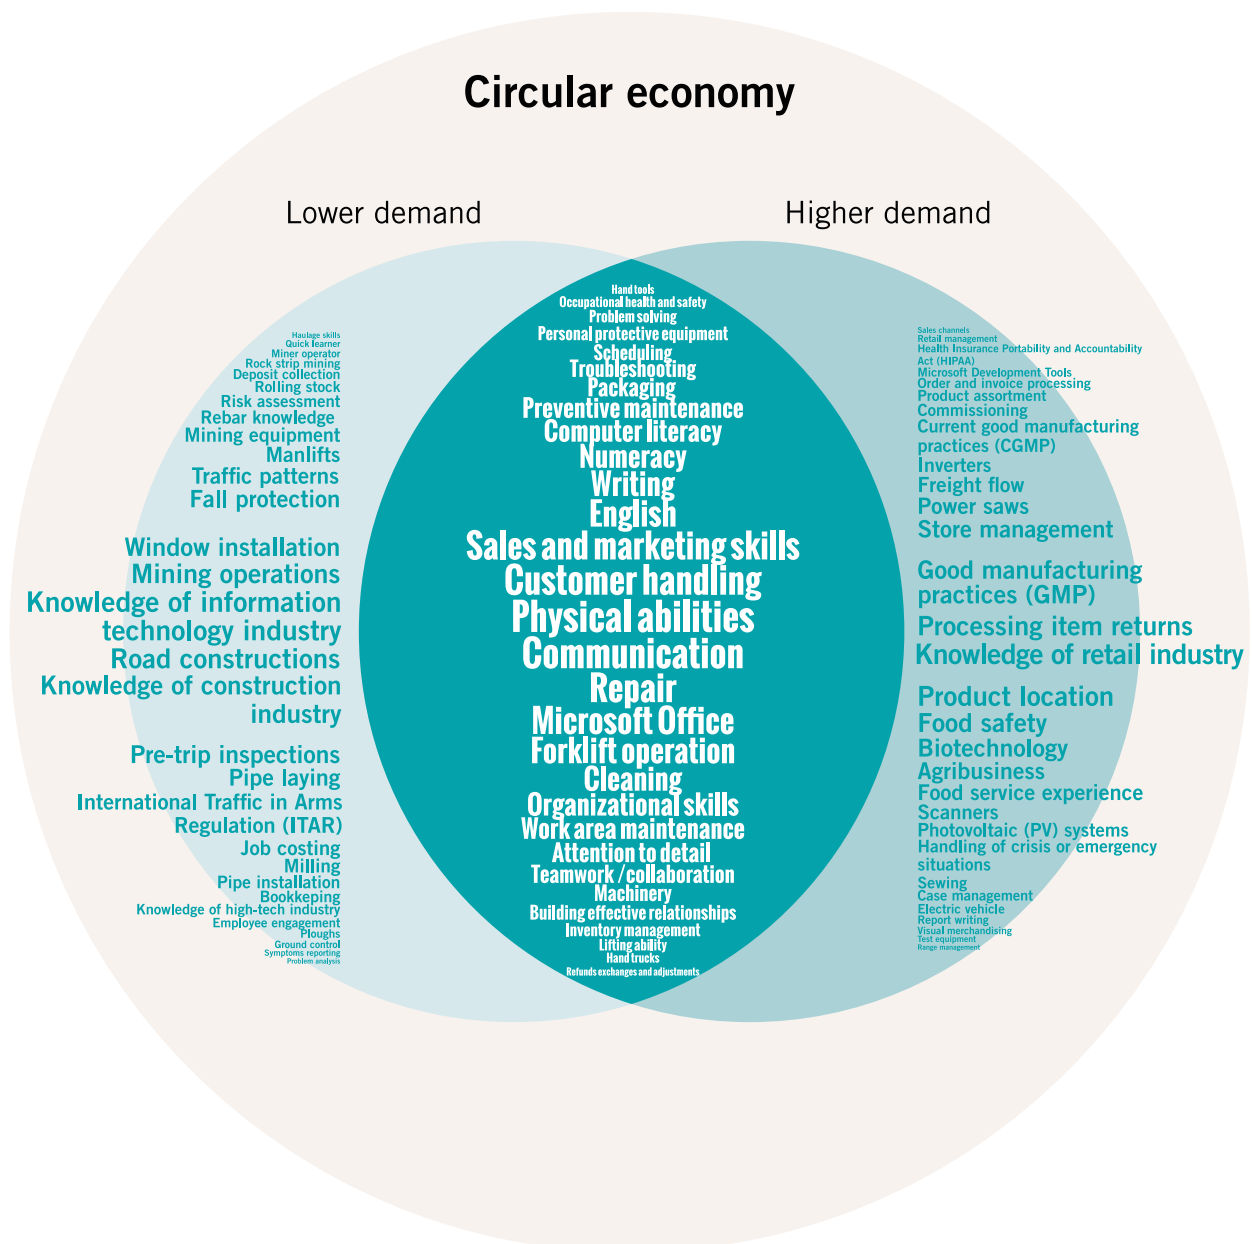 Circular economy
Lower demand
Higher demand
Haulage skills
Quick learner
Miner operator
Rock strip mining
Deposit collection
Rolling stock
Risk assessment
Rebar knowledge
Mining equipment
Manlifts
Traffic patterns
Fall protection
Window installation
Mining operations
Knowledge of information
technology industry
Road constructions
Knowledge of construction
industry
Pre-trip inspections
Pipe laying
International Traffic in Arms
Regulation (ITAR)
Job costing
Milling
Pipe installation
Bookkeping
Knowledge of high-tech industry
Employee engagement
Ploughs
Ground control
Symptoms reporting
Problem analysis
Hand tools
Occupational health and safety
Problem solving
Personal protective equipment
Scheduling
Troubleshooting
Packaging
Preventive maintenance
Computer literacy
Numeracy
Writing
English
Sales and marketing skills
Customer handling
Physical abilities
Communication
Repair
Microsoft Office
Forklift operation
Cleaning
Organizational skills
Work area maintenance
Attention to detail
Teamwork /collaboration
Machinery
Building effective relationships
Inventory management
Lifting ability
Hand trucks
Refunds exchanges and adjustments
Sales channels
Retail management
Health Insurance Portability and Accountability
Act (HIPAA)
Microsoft Development Tools
Order and invoice processing
Product assortment
Commissioning
Current good manufacturing
practices (CGMP)
Inverters
Freight flow
Power saws
Store management
Good manufacturing
practices (GMP)
Processing item returns
Knowledge of retail industry
Product location
Food safety
Biotechnology
Agribusiness
Food service experience
Scanners
Photovoltaic (PV) systems
Handling of crisis or emergency
situations
Sewing
Case management
Electric vehicle
Report writing
Visual merchandising
Test equipment
Range management